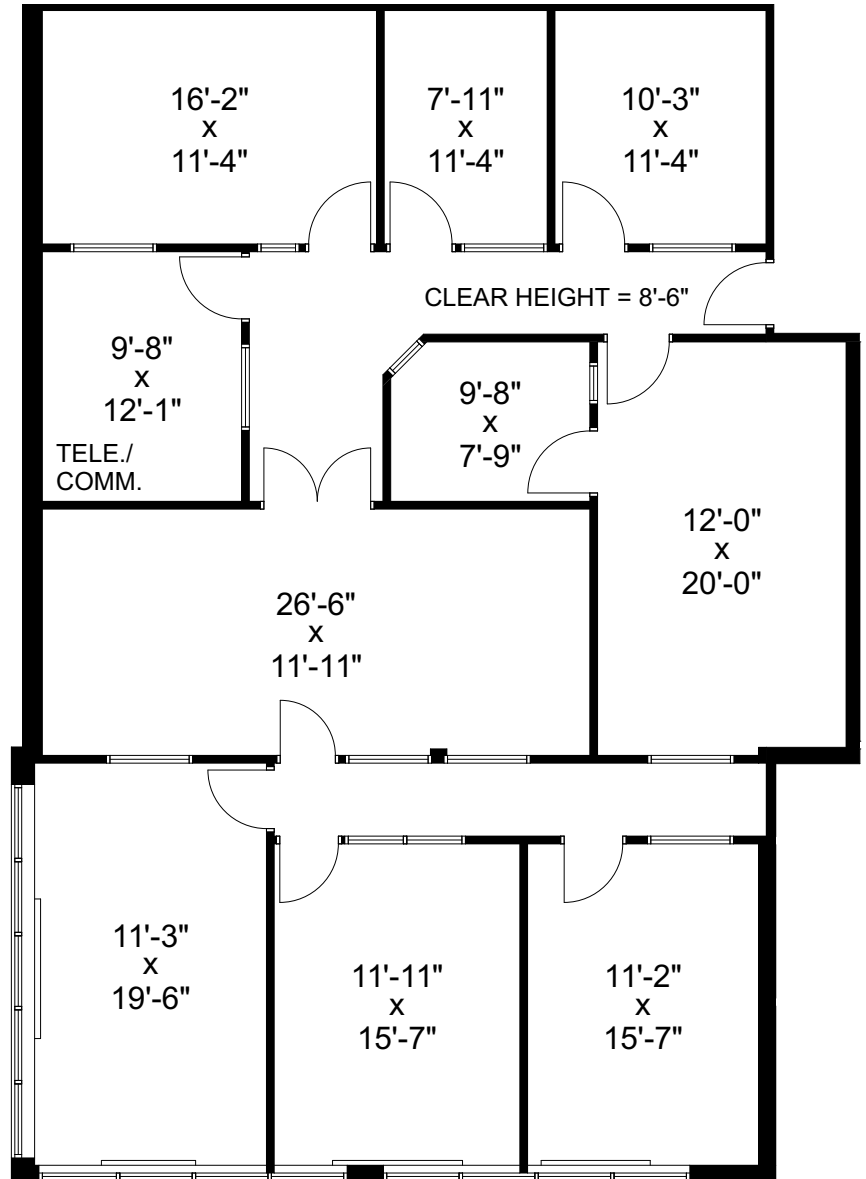 16'-2"
x
11'-4"
7'-11"
x
11'-4"
10'-3"
x
11'-4"
CLEAR HEIGHT = 8'-6"
9'-8"
x
12'-1"
TELE./
COMM.
9'-8"
x
7'-9"
12'-0"
x
20'-0"
26'-6"
x
11'-11"
11'-3"
x
19'-6"
11'-11"
x
15'-7"
11'-2"
x
15'-7"